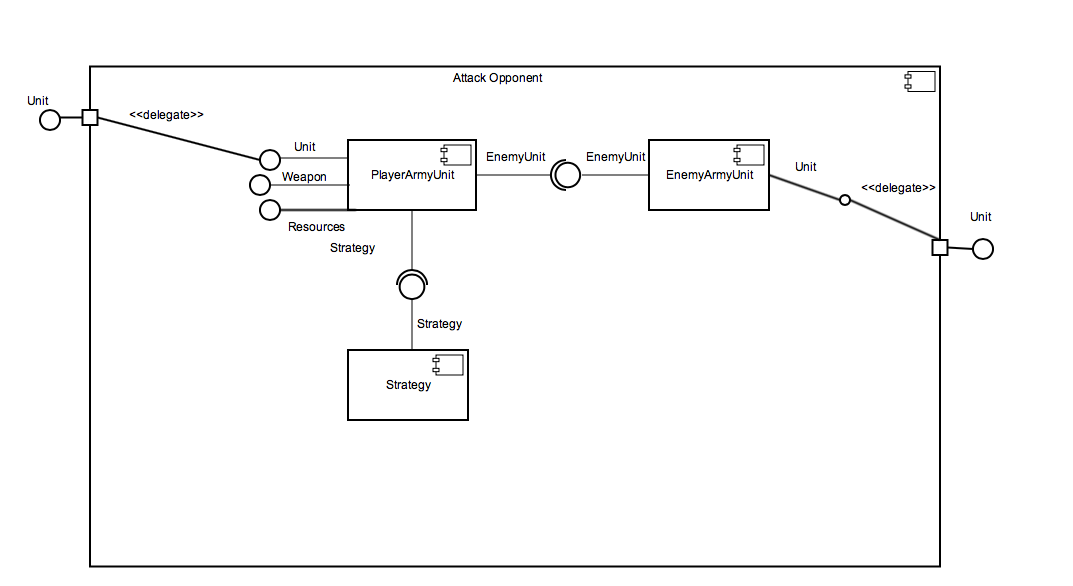 Attack Opponent
Unit
<<delegate>>
Unit
Weapon
Resources
PlayerArmyUnit
EnemyUnit
EnemyUnit
EnemyArmyUnit
Unit
<<delegate>>
Unit
Strategy
Strategy
Strategy